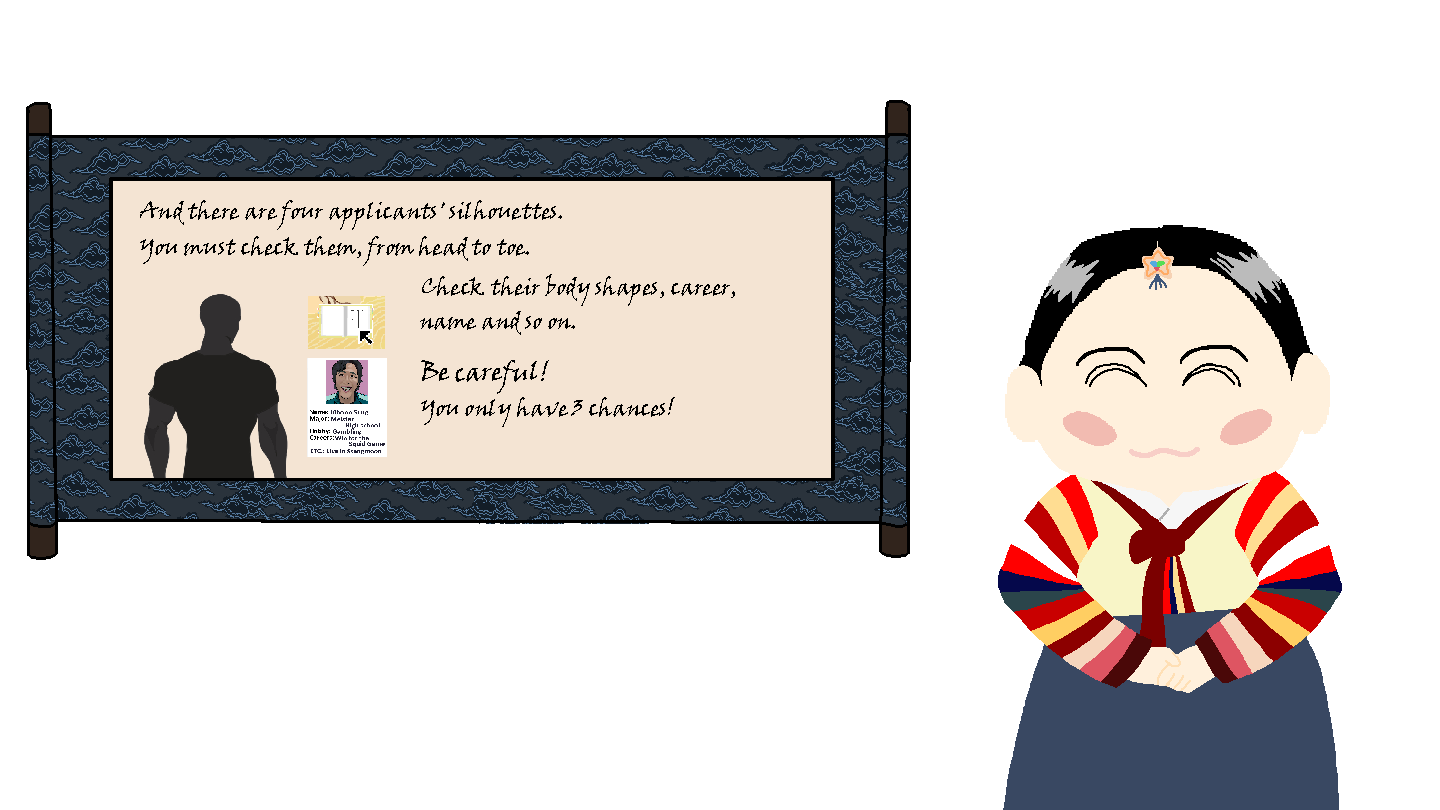 And there are four applicants' silhouettes.
You must check them, from head to toe.
Check their body shapes, career,
name and so on.
Be careful!
You only have 3 chances!
Name: Kihoon Sung
Major: Meister
High school
Hobby: Gambling
Careers: Win for the
Squid Game
ETC.: Live in Ssangmoon